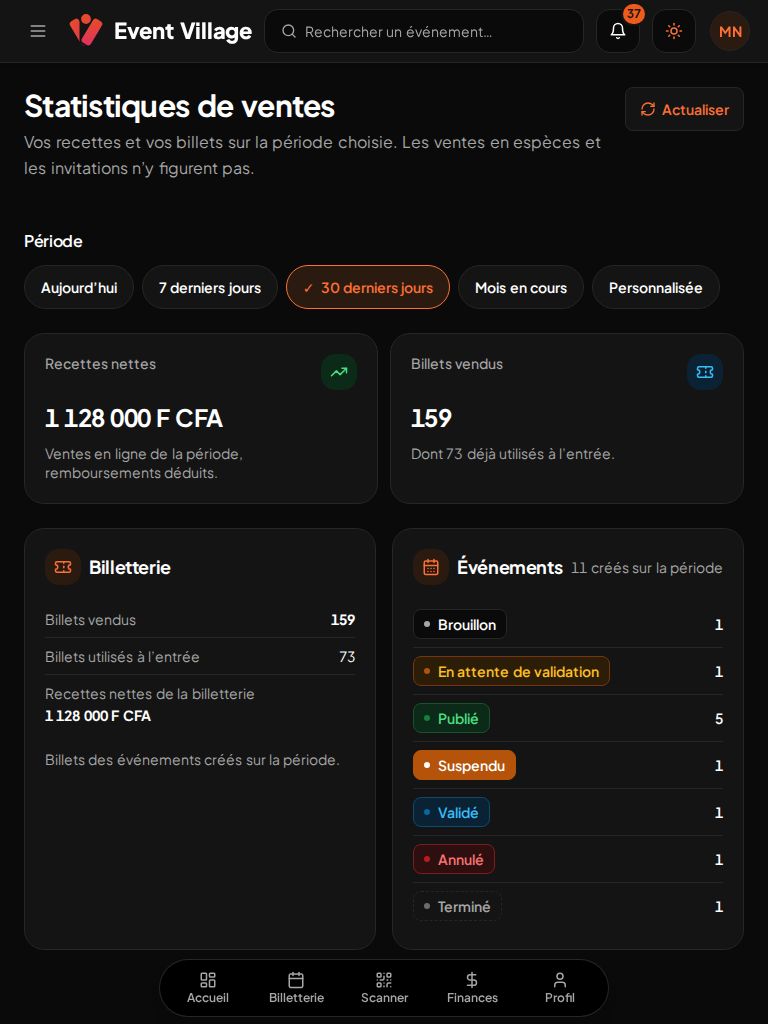 Event Village
Rechercher un événement…
37
MN
Statistiques de ventes
Actualiser
Vos recettes et vos billets sur la période choisie. Les ventes en espèces et
les invitations n’y figurent pas.
Période
Aujourd’hui
7 derniers jours
✓ 30 derniers jours
Mois en cours
Personnalisée
Recettes nettes
1 128 000 F CFA
Ventes en ligne de la période,
remboursements déduits.
Billets vendus
159
Dont 73 déjà utilisés à l’entrée.
Billetterie
Billets vendus 159
Billets utilisés à l’entrée 73
Recettes nettes de la billetterie
1 128 000 F CFA
Billets des événements créés sur la période.
Événements 11 créés sur la période
Brouillon 1
En attente de validation 1
Publié 5
Suspendu 1
Validé 1
Annulé 1
Terminé 1
Accueil
Billetterie
Scanner
Finances
Profil